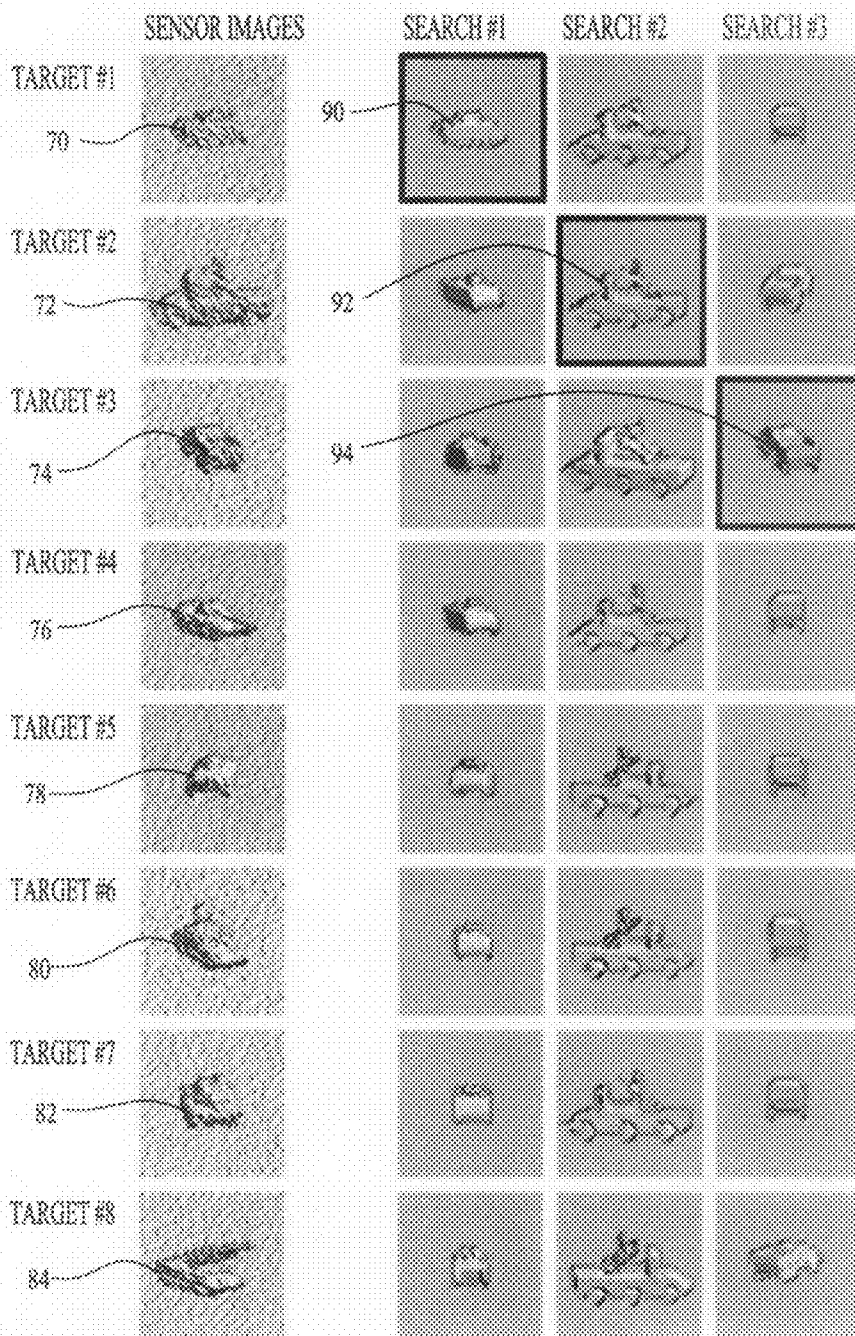 SENSOR IMAGES SEARCH #1 SEARCH #2 SEARCH #3
TARGET #1
70
90
TARGET #2
72
92
TARGET #3
74
94
TARGET #4
76
TARGET #5
78
TARGET #6
80
TARGET #7
82
TARGET #8
84